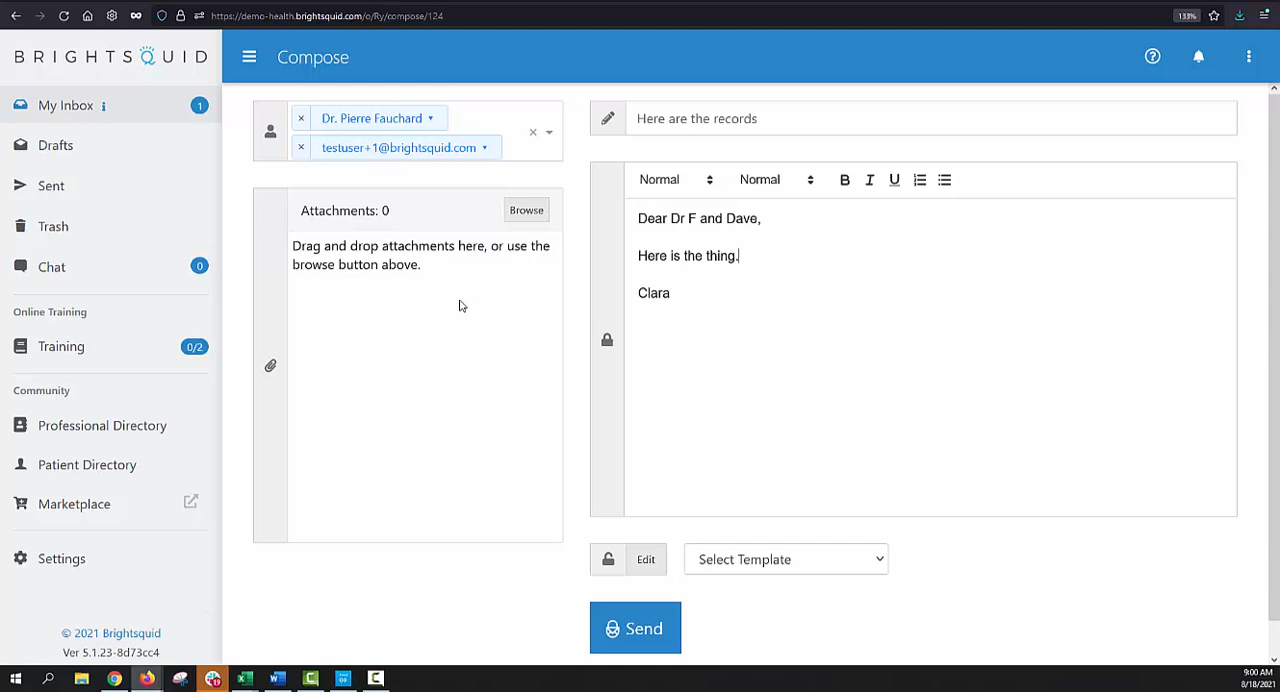 https://demo-health.brightsquid.com/o/Ry/compose/124
133%
BRIGHTSQUID
Compose
My Inbox
1
Drafts
Sent
Trash
Chat
0
Online Training
Training
0/2
Community
Professional Directory
Patient Directory
Marketplace
Settings
© 2021 Brightsquid
Ver 5.1.23-8d73cc4
× Dr. Pierre Fauchard
× testuser+1@brightsquid.com
Attachments: 0
Browse
Drag and drop attachments here, or use the
browse button above.
Here are the records
Normal Normal B I U
Dear Dr F and Dave,
Here is the thing.
Clara
Edit
Select Template
Send
9:00 AM
8/18/2021